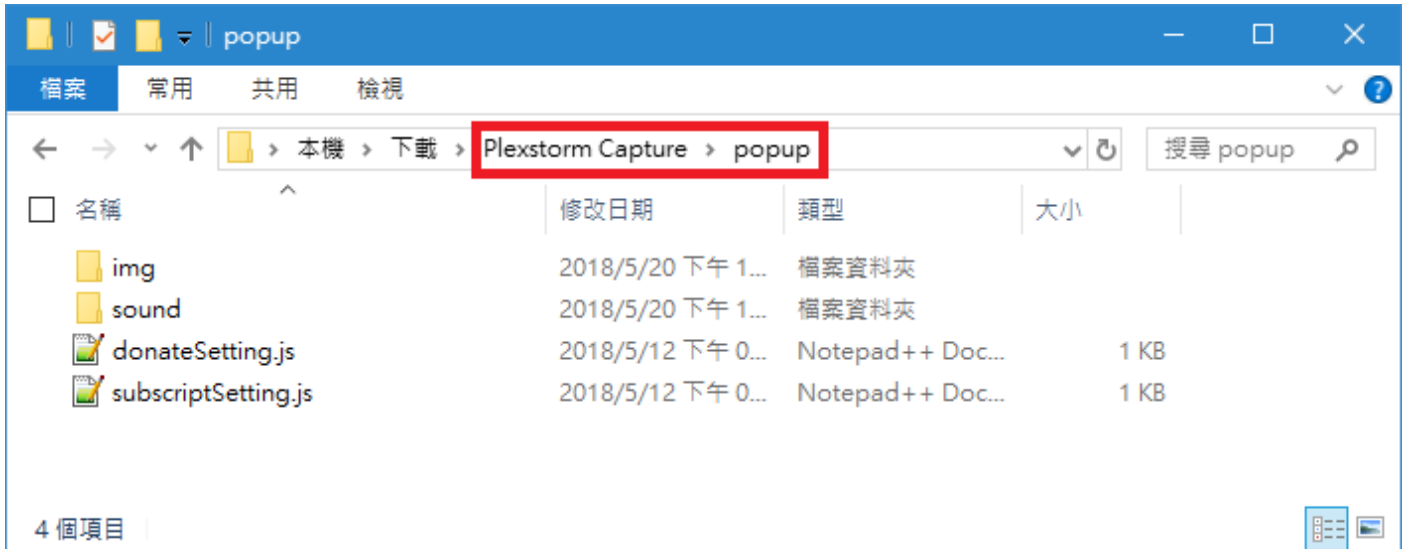 popup
檔案 常用 共用 檢視
本機 下載 Plexstorm Capture popup 搜尋 popup
名稱 修改日期 類型 大小
img 2018/5/20 下午 1... 檔案資料夾
sound 2018/5/20 下午 1... 檔案資料夾
donateSetting.js 2018/5/12 下午 0... Notepad++ Doc... 1 KB
subscriptSetting.js 2018/5/12 下午 0... Notepad++ Doc... 1 KB
4 個項目